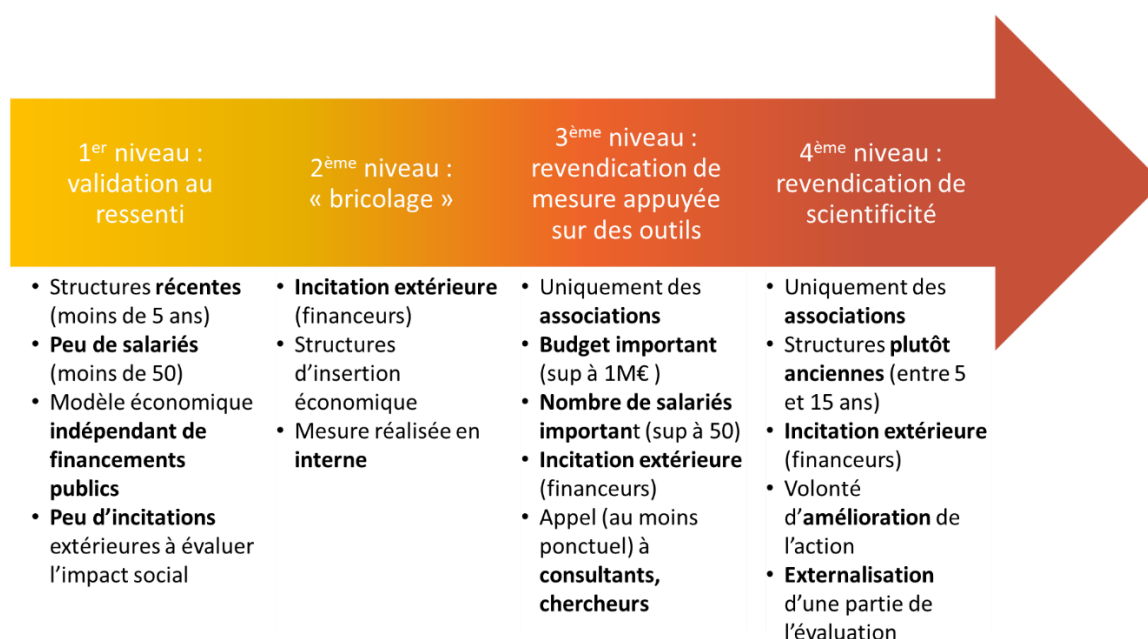 1er niveau :
validation au
ressenti
2ème niveau :
« bricolage »
3ème niveau :
revendication de
mesure appuyée
sur des outils
4ème niveau :
revendication de
scientificité
• Structures récentes
(moins de 5 ans)
• Peu de salariés
(moins de 50)
• Modèle économique
indépendant de
financements
publics
• Peu d'incitations
extérieures à évaluer
l'impact social
• Incitation extérieure
(financeurs)
• Structures
d'insertion
économique
• Mesure réalisée en
interne
• Uniquement des
associations
• Budget important
(sup à 1M€ )
• Nombre de salariés
important (sup à 50)
• Incitation extérieure
(financeurs)
• Appel (au moins
ponctuel) à
consultants,
chercheurs
• Uniquement des
associations
• Structures plutôt
anciennes (entre 5
et 15 ans)
• Incitation extérieure
(financeurs)
• Volonté
d'amélioration de
l'action
• Externalisation
d'une partie de
l'évaluation